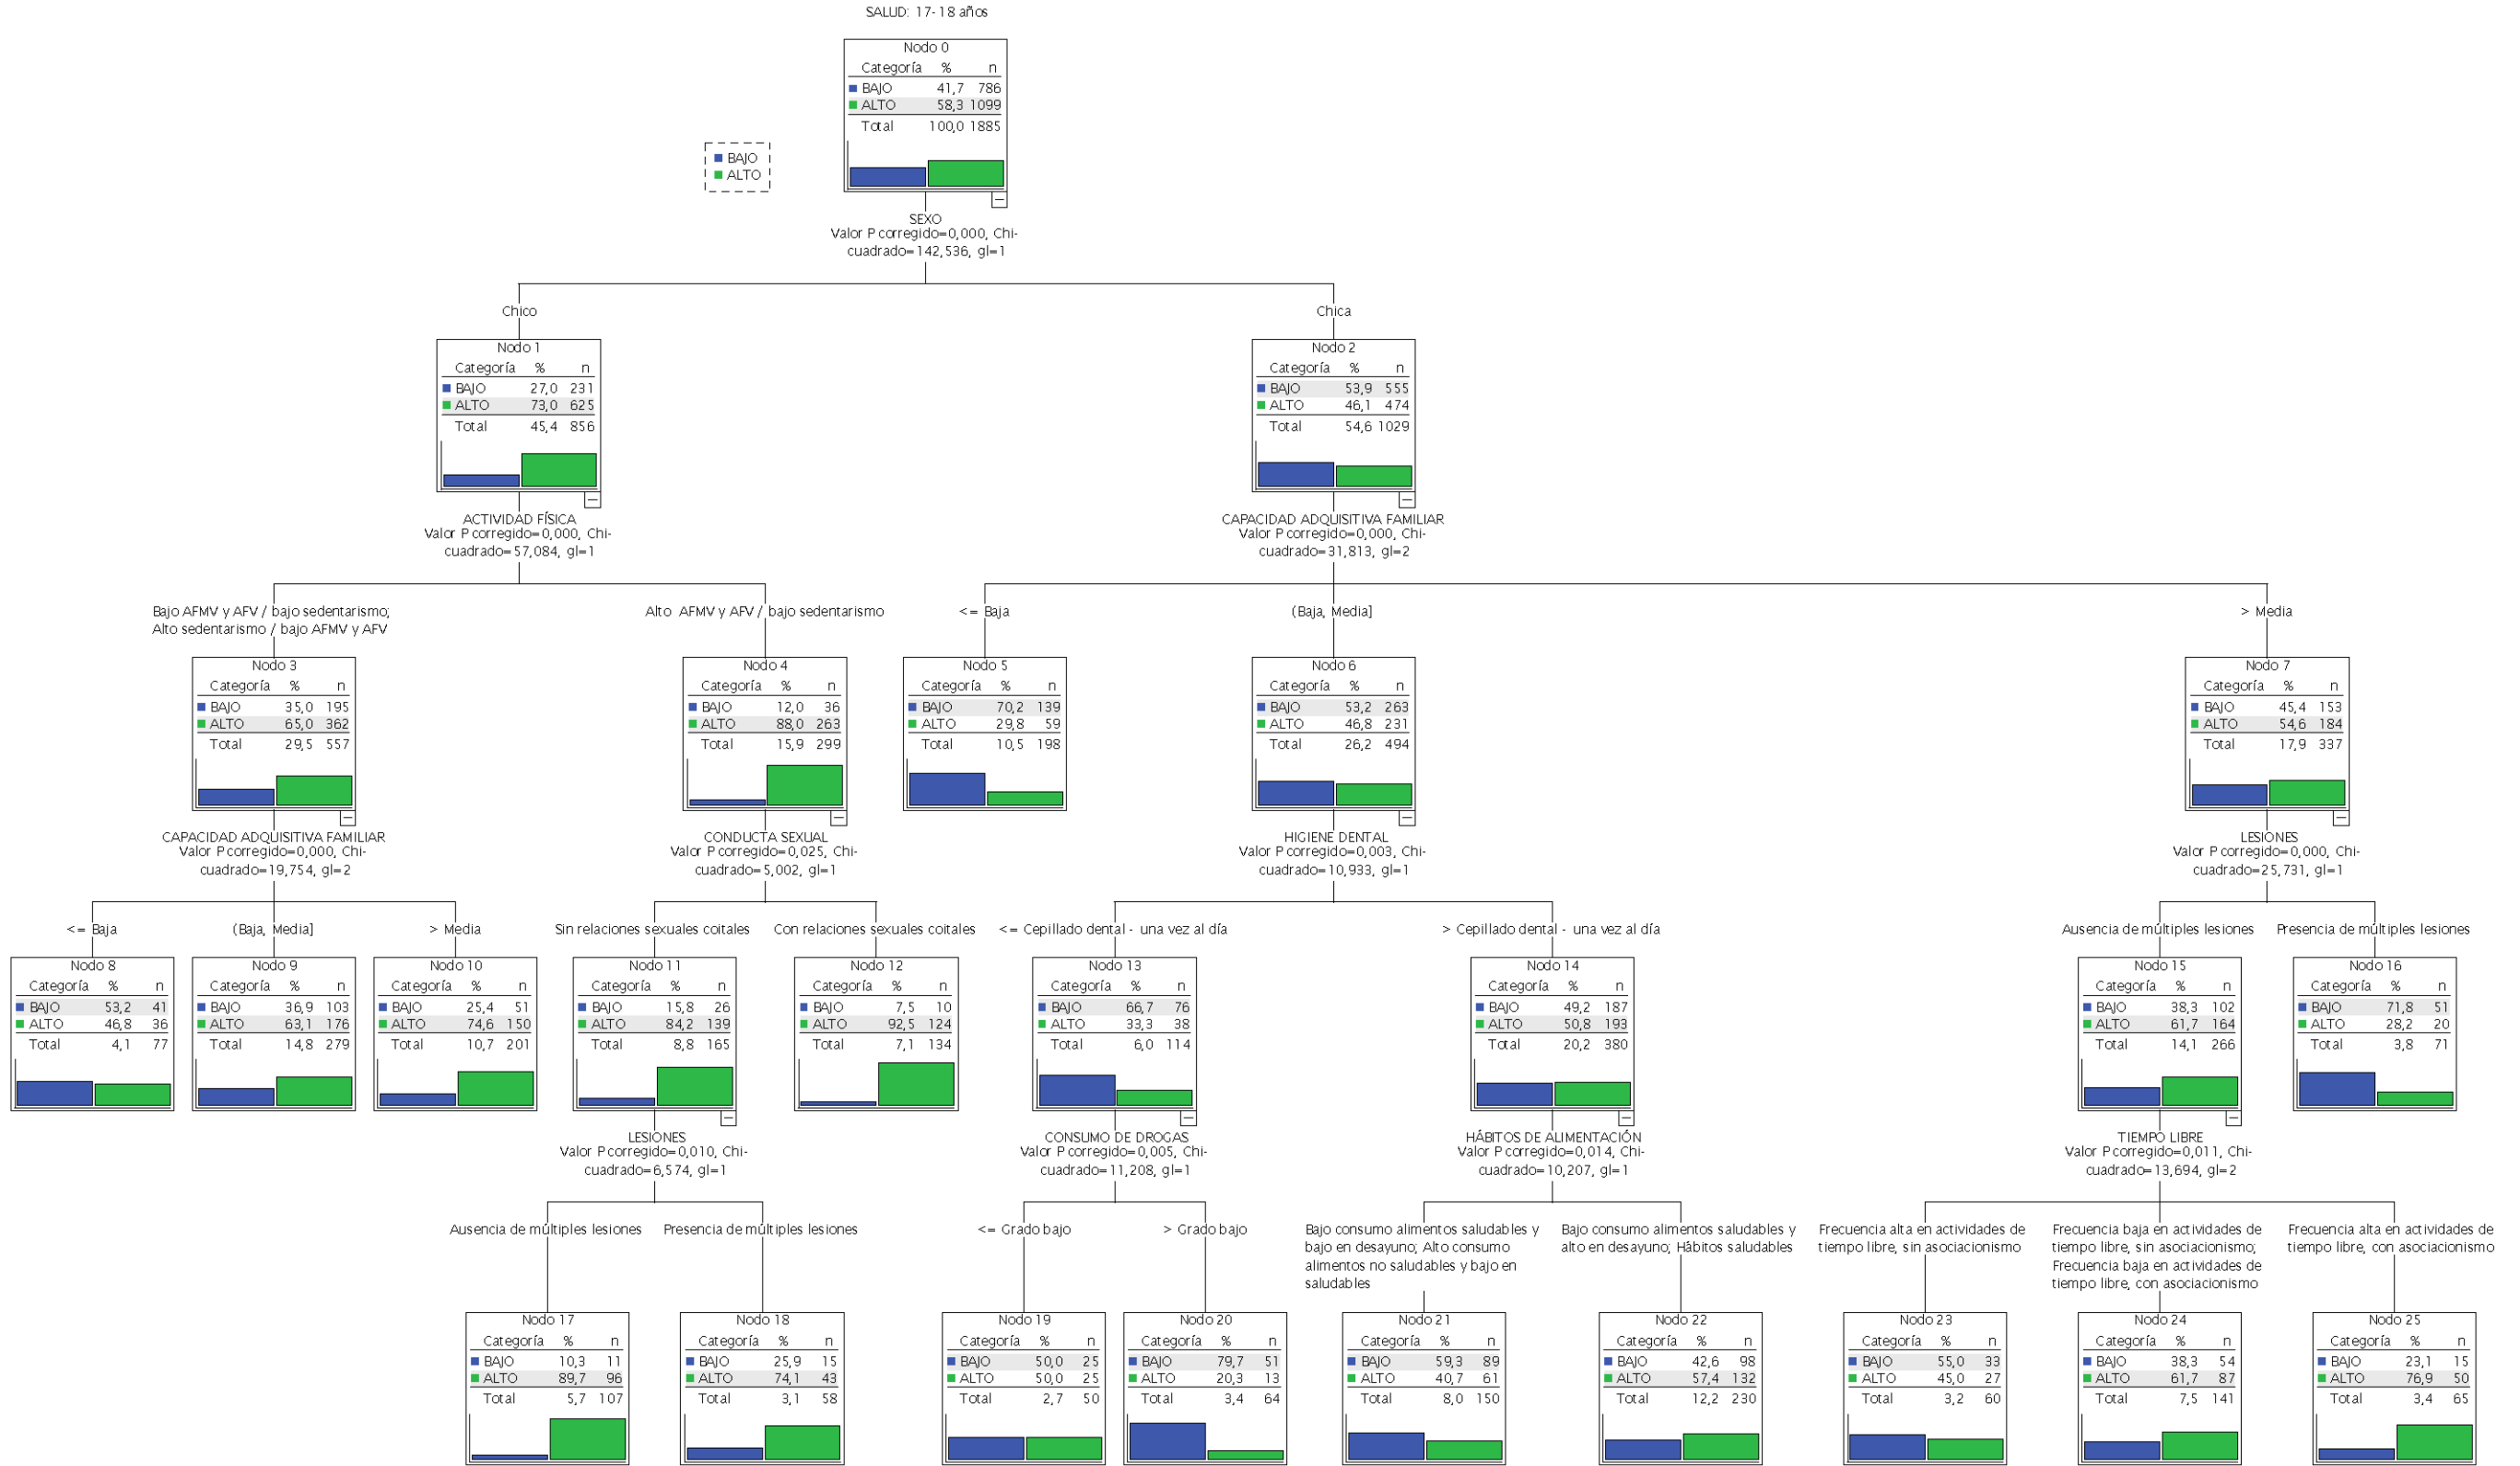 SALUD: 17-18 años
Nodo 0
Categoría % n
BAJO 41,7 786
ALTO 58,3 1099
Total 100,0 1885
BAJO
ALTO
SEXO
Valor P corregido=0,000, Chi-
cuadrado=142,536, gl=1
Chico
Chica
Nodo 1
Categoría % n
BAJO 27,0 231
ALTO 73,0 625
Total 45,4 856
Nodo 2
Categoría % n
BAJO 53,9 555
ALTO 46,1 474
Total 54,6 1029
ACTIVIDAD FÍSICA
Valor P corregido=0,000, Chi-
cuadrado=57,084, gl=1
CAPACIDAD ADQUISITIVA FAMILIAR
Valor P corregido=0,000, Chi-
cuadrado=31,813, gl=2
Bajo AFMV y AFV / bajo sedentarismo;
Alto sedentarismo / bajo AFMV y AFV
Alto AFMV y AFV / bajo sedentarismo
<= Baja
(Baja, Media]
> Media
Nodo 3
Categoría % n
BAJO 35,0 195
ALTO 65,0 362
Total 29,5 557
Nodo 4
Categoría % n
BAJO 12,0 36
ALTO 88,0 263
Total 15,9 299
Nodo 5
Categoría % n
BAJO 70,2 139
ALTO 29,8 59
Total 10,5 198
Nodo 6
Categoría % n
BAJO 53,2 263
ALTO 46,8 231
Total 26,2 494
Nodo 7
Categoría % n
BAJO 45,4 153
ALTO 54,6 184
Total 17,9 337
CAPACIDAD ADQUISITIVA FAMILIAR
Valor P corregido=0,000, Chi-
cuadrado=19,754, gl=2
CONDUCTA SEXUAL
Valor P corregido=0,025, Chi-
cuadrado=5,002, gl=1
HIGIENE DENTAL
Valor P corregido=0,003, Chi-
cuadrado=10,933, gl=1
LESIONES
Valor P corregido=0,000, Chi-
cuadrado=25,731, gl=1
<= Baja
(Baja, Media]
> Media
Sin relaciones sexuales coitales
Con relaciones sexuales coitales
<= Cepillado dental - una vez al día
> Cepillado dental - una vez al día
Ausencia de múltiples lesiones
Presencia de múltiples lesiones
Nodo 8
Categoría % n
BAJO 53,2 41
ALTO 46,8 36
Total 4,1 77
Nodo 9
Categoría % n
BAJO 36,9 103
ALTO 63,1 176
Total 14,8 279
Nodo 10
Categoría % n
BAJO 25,4 51
ALTO 74,6 150
Total 10,7 201
Nodo 11
Categoría % n
BAJO 15,8 26
ALTO 84,2 139
Total 8,8 165
Nodo 12
Categoría % n
BAJO 7,5 10
ALTO 92,5 124
Total 7,1 134
Nodo 13
Categoría % n
BAJO 66,7 76
ALTO 33,3 38
Total 6,0 114
Nodo 14
Categoría % n
BAJO 49,2 187
ALTO 50,8 193
Total 20,2 380
Nodo 15
Categoría % n
BAJO 38,3 102
ALTO 61,7 164
Total 14,1 266
Nodo 16
Categoría % n
BAJO 71,8 51
ALTO 28,2 20
Total 3,8 71
LESIONES
Valor P corregido=0,010, Chi-
cuadrado=6,574, gl=1
CONSUMO DE DROGAS
Valor P corregido=0,005, Chi-
cuadrado=11,208, gl=1
HÁBITOS DE ALIMENTACIÓN
Valor P corregido=0,014, Chi-
cuadrado=10,207, gl=1
TIEMPO LIBRE
Valor P corregido=0,011, Chi-
cuadrado=13,694, gl=2
Ausencia de múltiples lesiones
Presencia de múltiples lesiones
<= Grado bajo
> Grado bajo
Bajo consumo alimentos saludables y
bajo en desayuno; Alto consumo
alimentos no saludables y bajo en
saludables
Bajo consumo alimentos saludables y
alto en desayuno; Hábitos saludables
Frecuencia alta en actividades de
tiempo libre, sin asociacionismo
Frecuencia baja en actividades de
tiempo libre, sin asociacionismo;
Frecuencia baja en actividades de
tiempo libre, con asociacionismo
Frecuencia alta en actividades de
tiempo libre, con asociacionismo
Nodo 17
Categoría % n
BAJO 10,3 11
ALTO 89,7 96
Total 5,7 107
Nodo 18
Categoría % n
BAJO 25,9 15
ALTO 74,1 43
Total 3,1 58
Nodo 19
Categoría % n
BAJO 50,0 25
ALTO 50,0 25
Total 2,7 50
Nodo 20
Categoría % n
BAJO 79,7 51
ALTO 20,3 13
Total 3,4 64
Nodo 21
Categoría % n
BAJO 59,3 89
ALTO 40,7 61
Total 8,0 150
Nodo 22
Categoría % n
BAJO 42,6 98
ALTO 57,4 132
Total 12,2 230
Nodo 23
Categoría % n
BAJO 55,0 33
ALTO 45,0 27
Total 3,2 60
Nodo 24
Categoría % n
BAJO 38,3 54
ALTO 61,7 87
Total 7,5 141
Nodo 25
Categoría % n
BAJO 23,1 15
ALTO 76,9 50
Total 3,4 65